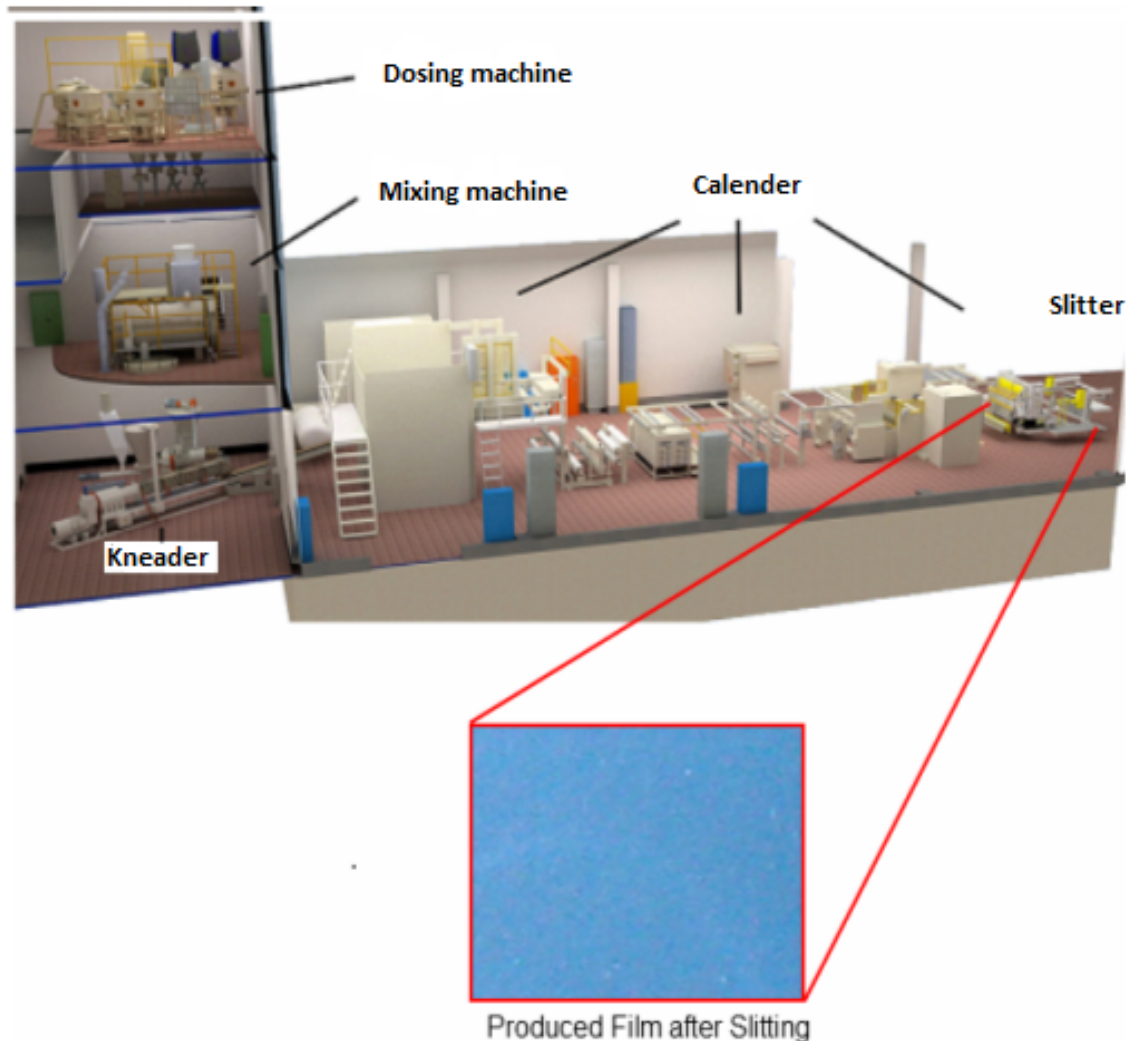 Dosing machine
Mixing machine
Calender
Slitter
Kneader
Produced Film after Slitting